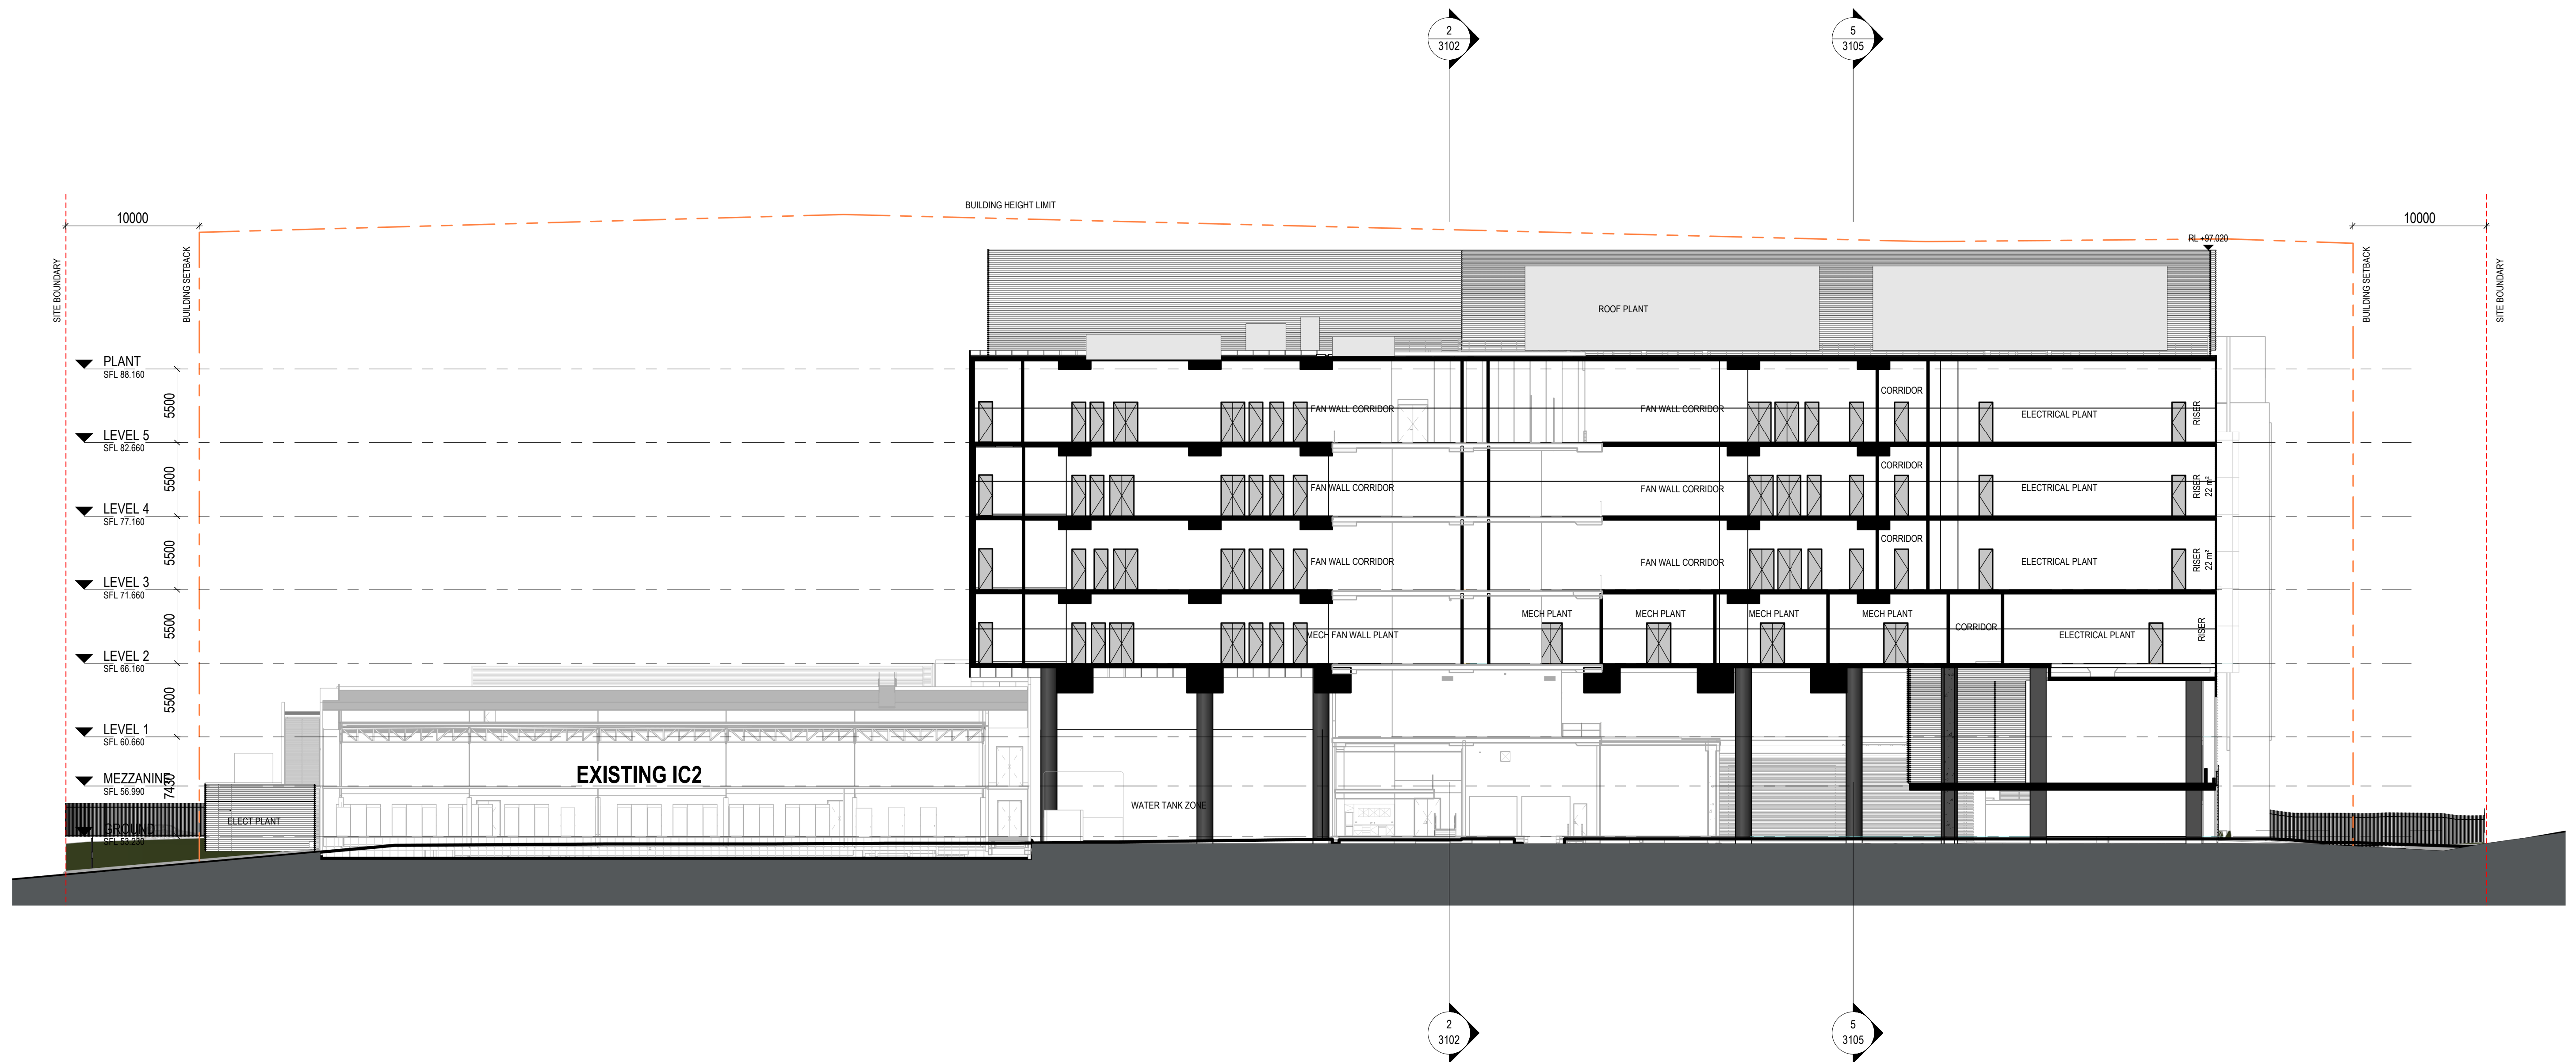 2
3102
5
3105
BUILDING HEIGHT LIMIT
10000
10000
RL +97.020
SITE BOUNDARY
BUILDING SETBACK
BUILDING SETBACK
SITE BOUNDARY
ROOF PLANT
PLANT
SFL 88.160
5500
CORRIDOR
FAN WALL CORRIDOR
FAN WALL CORRIDOR
ELECTRICAL PLANT
RISER
LEVEL 5
SFL 82.660
5500
CORRIDOR
FAN WALL CORRIDOR
FAN WALL CORRIDOR
ELECTRICAL PLANT
RISER
22 m²
LEVEL 4
SFL 77.160
5500
CORRIDOR
FAN WALL CORRIDOR
FAN WALL CORRIDOR
ELECTRICAL PLANT
RISER
22 m²
LEVEL 3
SFL 71.660
5500
MECH PLANT
MECH PLANT
MECH PLANT
MECH PLANT
CORRIDOR
MECH FAN WALL PLANT
ELECTRICAL PLANT
RISER
LEVEL 2
SFL 66.160
5500
LEVEL 1
SFL 60.660
EXISTING IC2
MEZZANINE
SFL 56.990
7430
WATER TANK ZONE
ELECT PLANT
GROUND
SFL 53.230
2
3102
5
3105